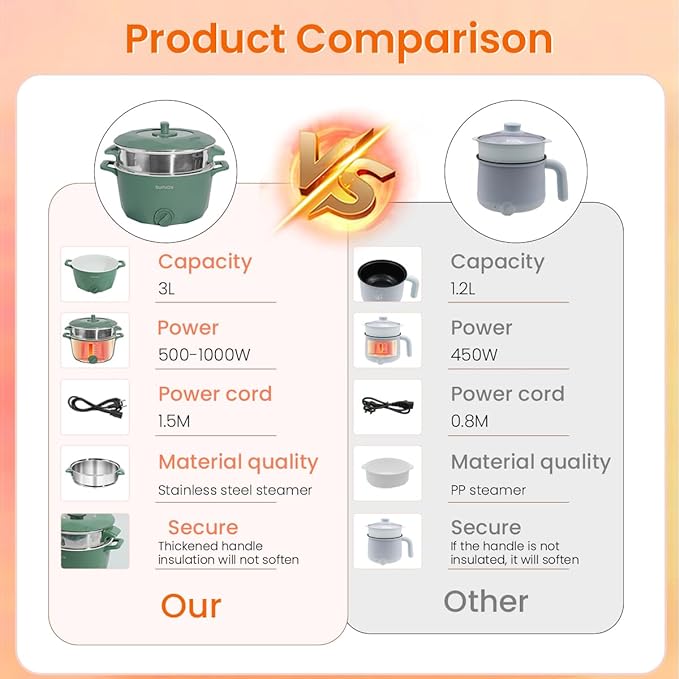 Product Comparison
VS
Capacity
3L
Power
500-1000W
Power cord
1.5M
Material quality
Stainless steel steamer
Secure
Thickened handle
insulation will not soften
Our
Capacity
1.2L
Power
450W
Power cord
0.8M
Material quality
PP steamer
Secure
If the handle is not
insulated, it will soften
Other